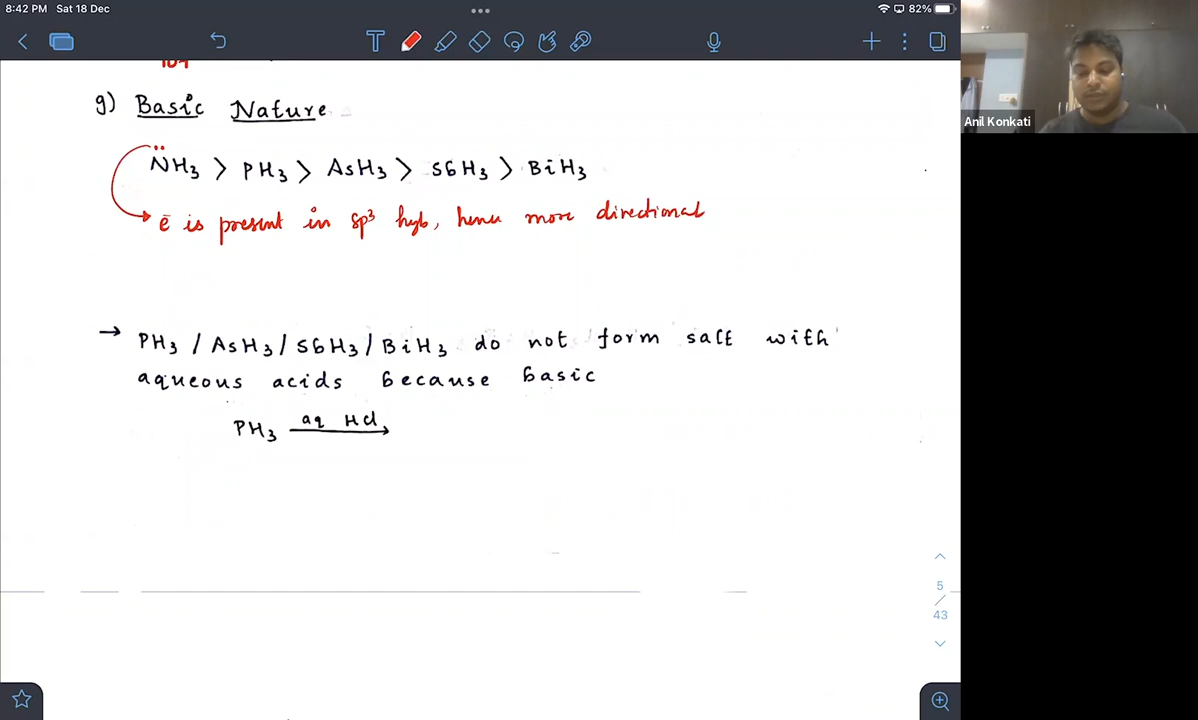 8:42 PM Sat 18 Dec
82%
T
g) Basic Nature
N̈H₃ > PH₃ > AsH₃ > SbH₃ > BiH₃
ē is present in sp³ hyb, hence more directional
→ PH₃ / AsH₃ / SbH₃ / BiH₃ do not form salt with
aqueous acids because basic
PH₃ aq HCl →
5
/
43
Anil Konkati